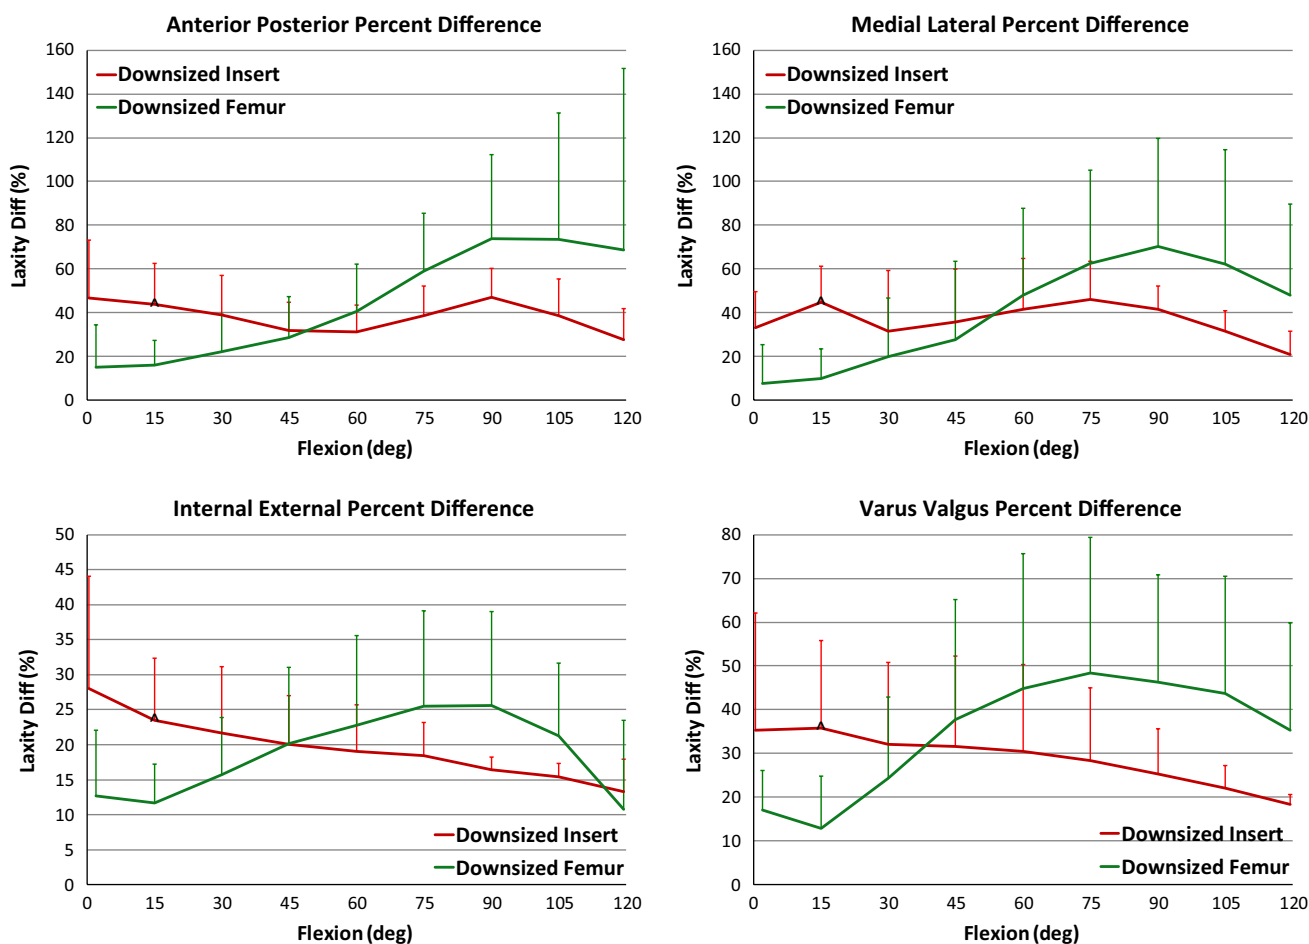 Anterior Posterior Percent Difference
160
140
120
100
80
60
40
20
0
Laxity Diff (%)
Downsized Insert
Downsized Femur
^
0 15 30 45 60 75 90 105 120
Flexion (deg)
Medial Lateral Percent Difference
160
140
120
100
80
60
40
20
0
Laxity Diff (%)
Downsized Insert
Downsized Femur
^
0 15 30 45 60 75 90 105 120
Flexion (deg)
Internal External Percent Difference
50
45
40
35
30
25
20
15
10
5
0
Laxity Diff (%)
^
Downsized Insert
Downsized Femur
0 15 30 45 60 75 90 105 120
Flexion (deg)
Varus Valgus Percent Difference
80
70
60
50
40
30
20
10
0
Laxity Diff (%)
^
Downsized Insert
Downsized Femur
0 15 30 45 60 75 90 105 120
Flexion (deg)